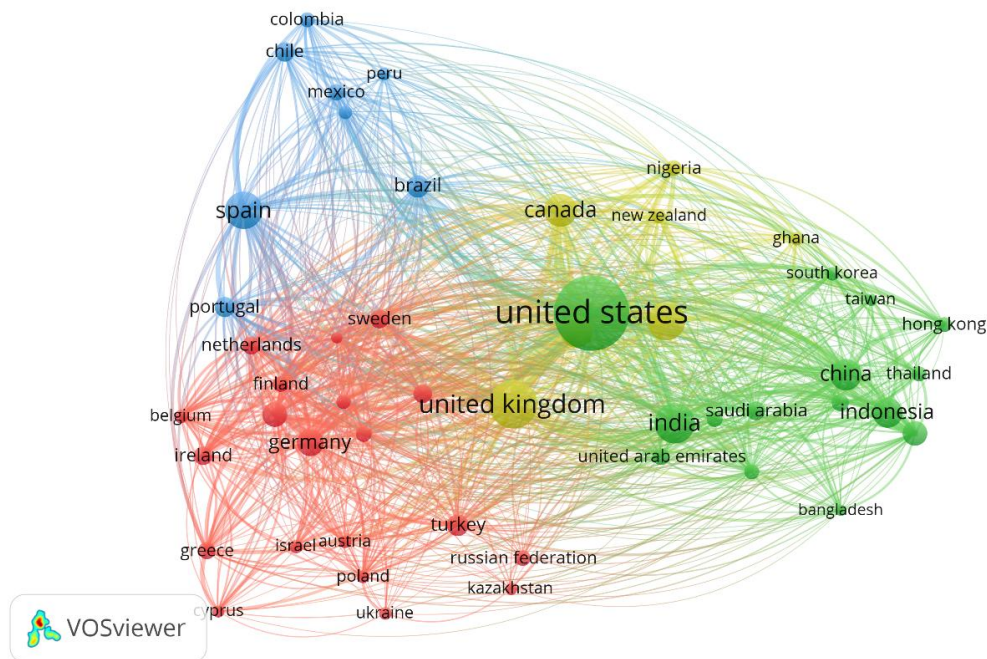 colombia
chile
peru
mexico
brazil
nigeria
spain
canada
new zealand
ghana
south korea
taiwan
portugal
united states
sweden
hong kong
netherlands
china
thailand
finland
united kingdom
belgium
saudi arabia
indonesia
india
germany
ireland
united arab emirates
bangladesh
turkey
greece
israel
austria
russian federation
poland
kazakhstan
cyprus
ukraine
VOSviewer